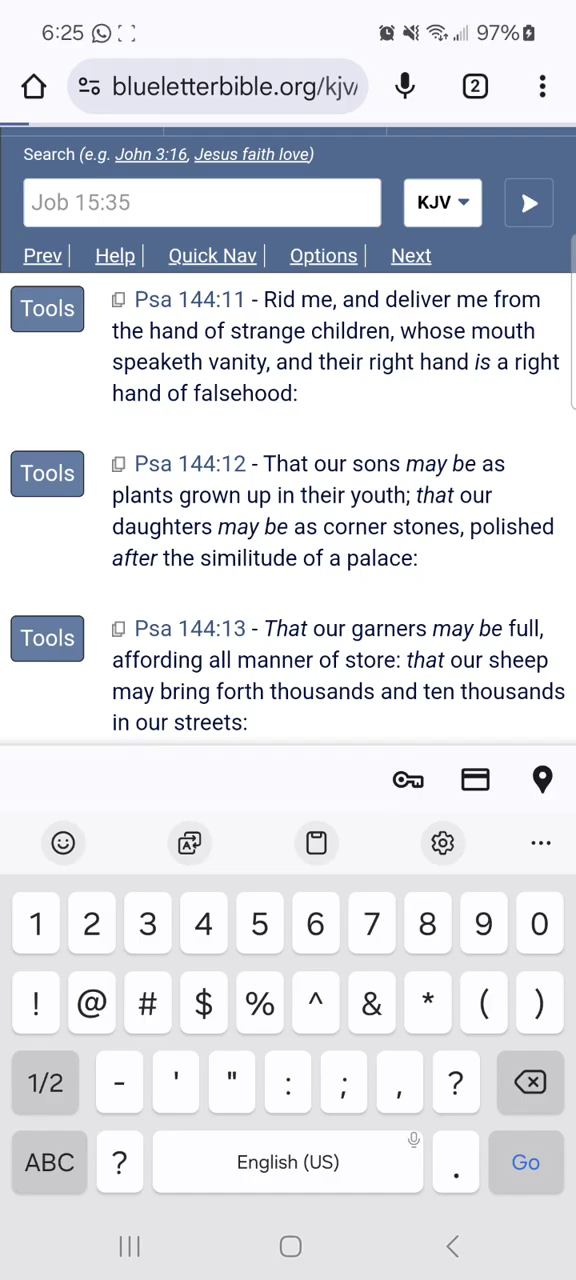 6:25 97%
blueletterbible.org/kjv/ 2
Search (e.g. John 3:16, Jesus faith love)
Job 15:35 KJV
Prev| Help| Quick Nav| Options| Next
Tools Psa 144:11 - Rid me, and deliver me from
the hand of strange children, whose mouth
speaketh vanity, and their right hand is a right
hand of falsehood:
Tools Psa 144:12 - That our sons may be as
plants grown up in their youth; that our
daughters may be as corner stones, polished
after the similitude of a palace:
Tools Psa 144:13 - That our garners may be full,
affording all manner of store: that our sheep
may bring forth thousands and ten thousands
in our streets:
1 2 3 4 5 6 7 8 9 0
! @ # $ % ^ & * ( )
1/2 - ' " : ; , ?
ABC ? English (US) . Go